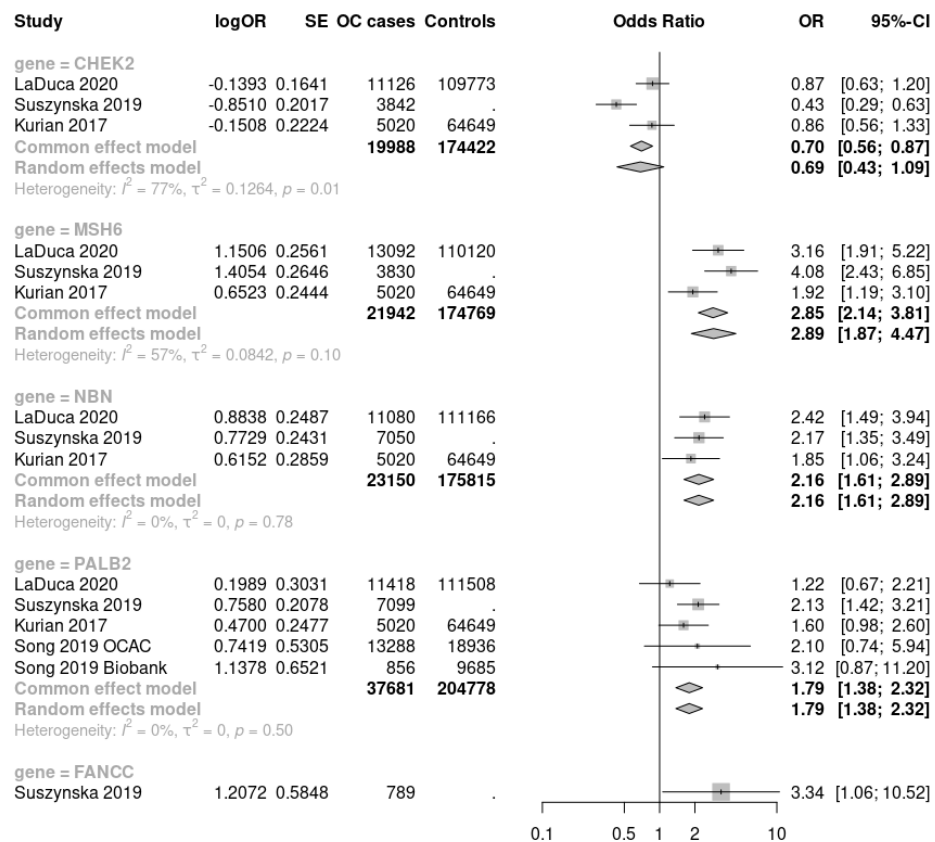 Study logOR SE OC cases Controls Odds Ratio OR 95%-CI
gene = CHEK2
LaDuca 2020 -0.1393 0.1641 11126 109773 0.87 [0.63; 1.20]
Suszynska 2019 -0.8510 0.2017 3842 . 0.43 [0.29; 0.63]
Kurian 2017 -0.1508 0.2224 5020 64649 0.86 [0.56; 1.33]
Common effect model 19988 174422 0.70 [0.56; 0.87]
Random effects model 0.69 [0.43; 1.09]
Heterogeneity: I² = 77%, τ² = 0.1264, p = 0.01
gene = MSH6
LaDuca 2020 1.1506 0.2561 13092 110120 3.16 [1.91; 5.22]
Suszynska 2019 1.4054 0.2646 3830 . 4.08 [2.43; 6.85]
Kurian 2017 0.6523 0.2444 5020 64649 1.92 [1.19; 3.10]
Common effect model 21942 174769 2.85 [2.14; 3.81]
Random effects model 2.89 [1.87; 4.47]
Heterogeneity: I² = 57%, τ² = 0.0842, p = 0.10
gene = NBN
LaDuca 2020 0.8838 0.2487 11080 111166 2.42 [1.49; 3.94]
Suszynska 2019 0.7729 0.2431 7050 . 2.17 [1.35; 3.49]
Kurian 2017 0.6152 0.2859 5020 64649 1.85 [1.06; 3.24]
Common effect model 23150 175815 2.16 [1.61; 2.89]
Random effects model 2.16 [1.61; 2.89]
Heterogeneity: I² = 0%, τ² = 0, p = 0.78
gene = PALB2
LaDuca 2020 0.1989 0.3031 11418 111508 1.22 [0.67; 2.21]
Suszynska 2019 0.7580 0.2078 7099 . 2.13 [1.42; 3.21]
Kurian 2017 0.4700 0.2477 5020 64649 1.60 [0.98; 2.60]
Song 2019 OCAC 0.7419 0.5305 13288 18936 2.10 [0.74; 5.94]
Song 2019 Biobank 1.1378 0.6521 856 9685 3.12 [0.87; 11.20]
Common effect model 37681 204778 1.79 [1.38; 2.32]
Random effects model 1.79 [1.38; 2.32]
Heterogeneity: I² = 0%, τ² = 0, p = 0.50
gene = FANCC
Suszynska 2019 1.2072 0.5848 789 . 3.34 [1.06; 10.52]
0.1 0.5 1 2 10